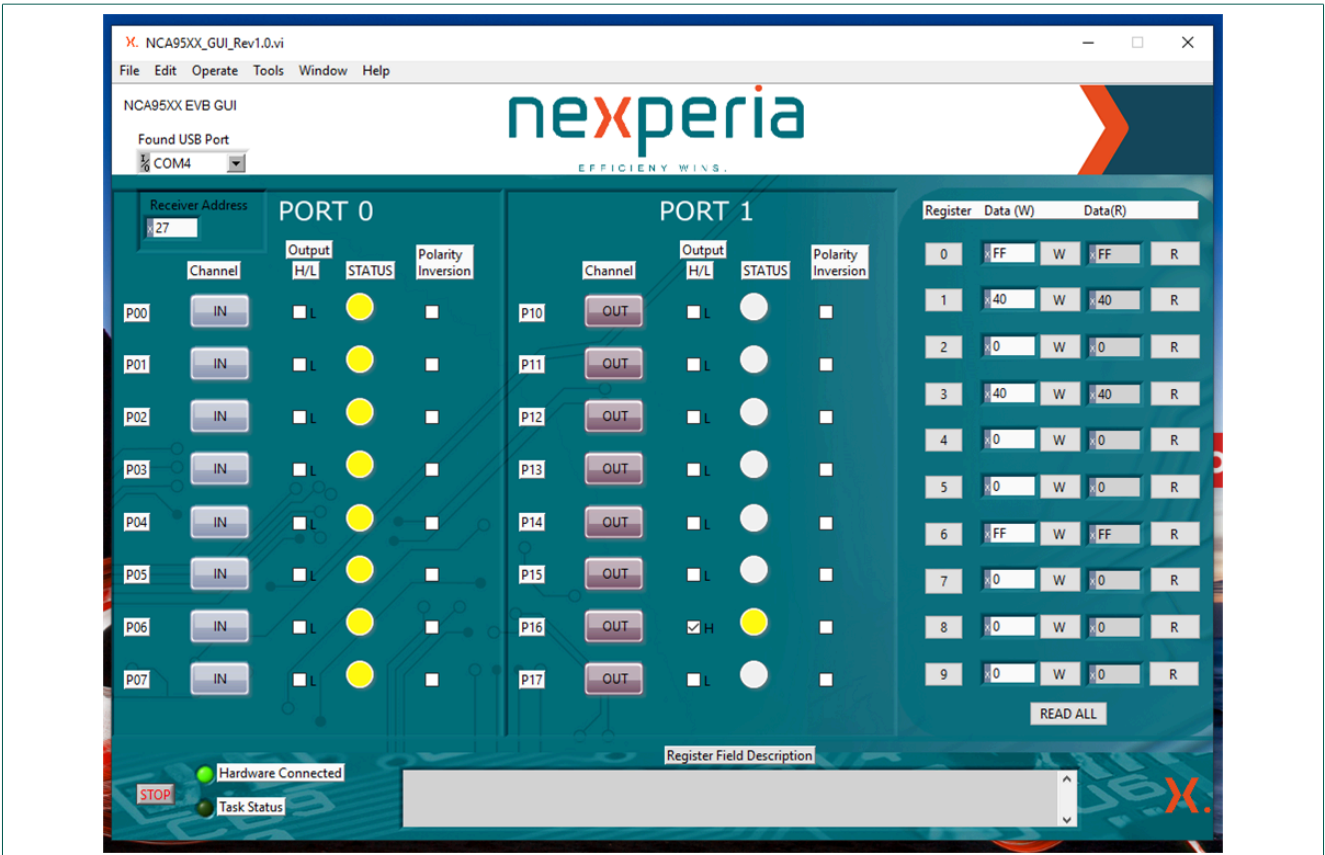 NCA95XX_GUI_Rev1.0.vi
File Edit Operate Tools Window Help
NCA95XX EVB GUI
nexperia
EFFICIENY WINS.
Found USB Port
COM4
Receiver Address
x 27
PORT 0
Channel Output H/L STATUS Polarity Inversion
P00 IN L
P01 IN L
P02 IN L
P03 IN L
P04 IN L
P05 IN L
P06 IN L
P07 IN L
PORT 1
Channel Output H/L STATUS Polarity Inversion
P10 OUT L
P11 OUT L
P12 OUT L
P13 OUT L
P14 OUT L
P15 OUT L
P16 OUT H
P17 OUT L
Register Data (W) Data(R)
0 x FF W x FF R
1 x 40 W x 40 R
2 x 0 W x 0 R
3 x 40 W x 40 R
4 x 0 W x 0 R
5 x 0 W x 0 R
6 x FF W x FF R
7 x 0 W x 0 R
8 x 0 W x 0 R
9 x 0 W x 0 R
READ ALL
Register Field Description
STOP
Hardware Connected
Task Status